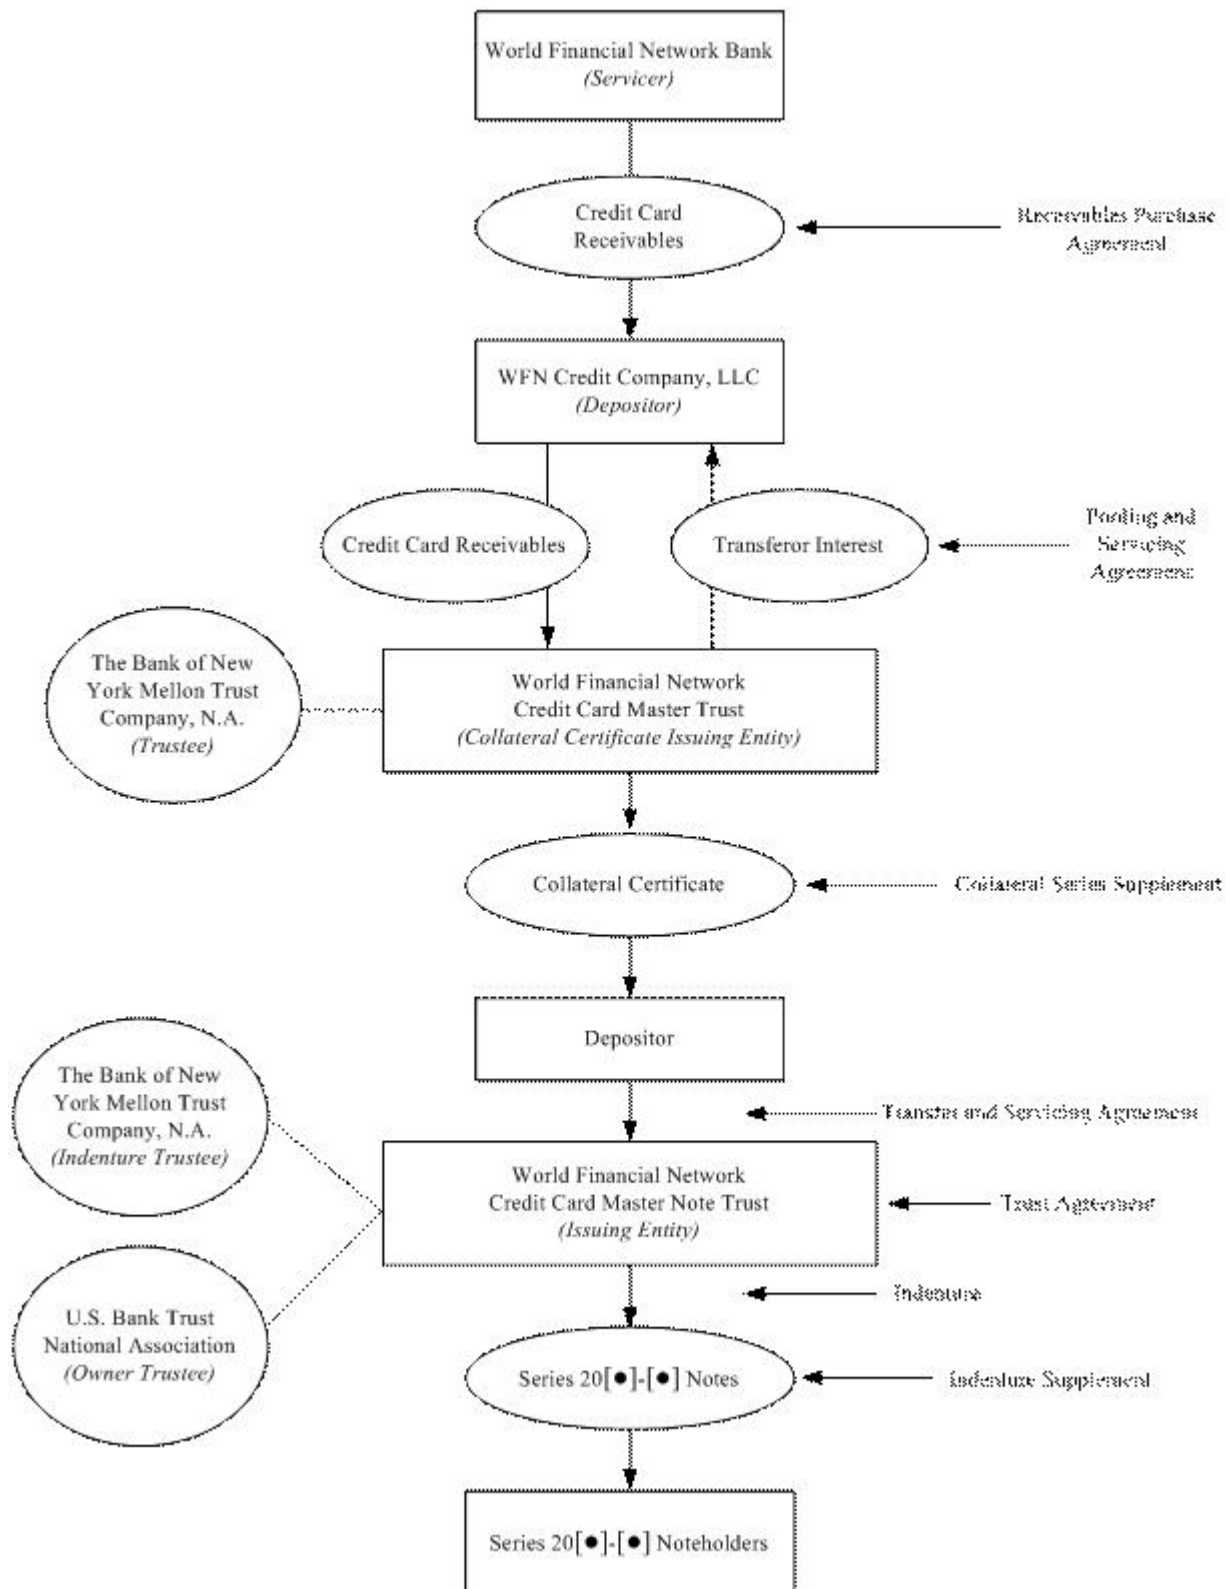 World Financial Network Bank
(Servicer)
Credit Card
Receivables
Receivables Purchase
Agreement
WFN Credit Company, LLC
(Depositor)
Credit Card Receivables
Transferor Interest
Pooling and
Servicing
Agreement
The Bank of New
York Mellon Trust
Company, N.A.
(Trustee)
World Financial Network
Credit Card Master Trust
(Collateral Certificate Issuing Entity)
Collateral Certificate
Collateral Series Supplement
Depositor
The Bank of New
York Mellon Trust
Company, N.A.
(Indenture Trustee)
Transfer and Servicing Agreement
World Financial Network
Credit Card Master Note Trust
(Issuing Entity)
Trust Agreement
Indenture
U.S. Bank Trust
National Association
(Owner Trustee)
Series 20[●]-[●] Notes
Indenture Supplement
Series 20[●]-[●] Noteholders